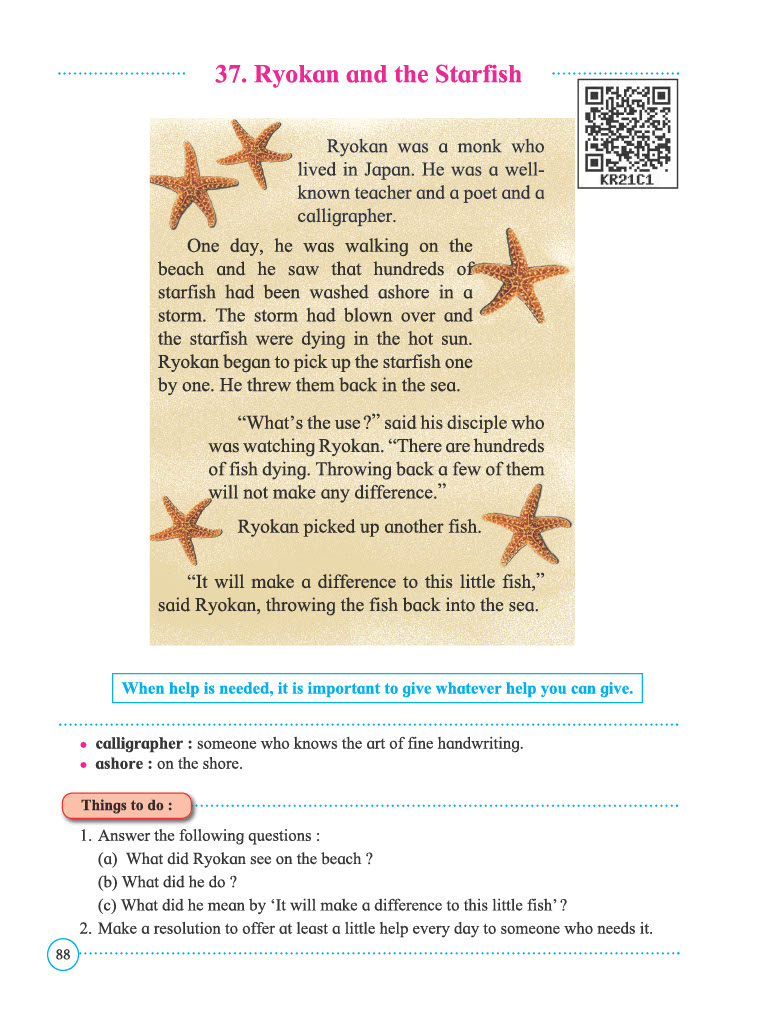 37. Ryokan and the Starfish
KR21C1
Ryokan was a monk who
lived in Japan. He was a well-
known teacher and a poet and a
calligrapher.
One day, he was walking on the
beach and he saw that hundreds of
starfish had been washed ashore in a
storm. The storm had blown over and
the starfish were dying in the hot sun.
Ryokan began to pick up the starfish one
by one. He threw them back in the sea.
“What’s the use?” said his disciple who
was watching Ryokan. “There are hundreds
of fish dying. Throwing back a few of them
will not make any difference.”
Ryokan picked up another fish.
“It will make a difference to this little fish,”
said Ryokan, throwing the fish back into the sea.
When help is needed, it is important to give whatever help you can give.
• calligrapher : someone who knows the art of fine handwriting.
• ashore : on the shore.
Things to do :
1. Answer the following questions :
(a) What did Ryokan see on the beach ?
(b) What did he do ?
(c) What did he mean by ‘It will make a difference to this little fish’ ?
2. Make a resolution to offer at least a little help every day to someone who needs it.
88